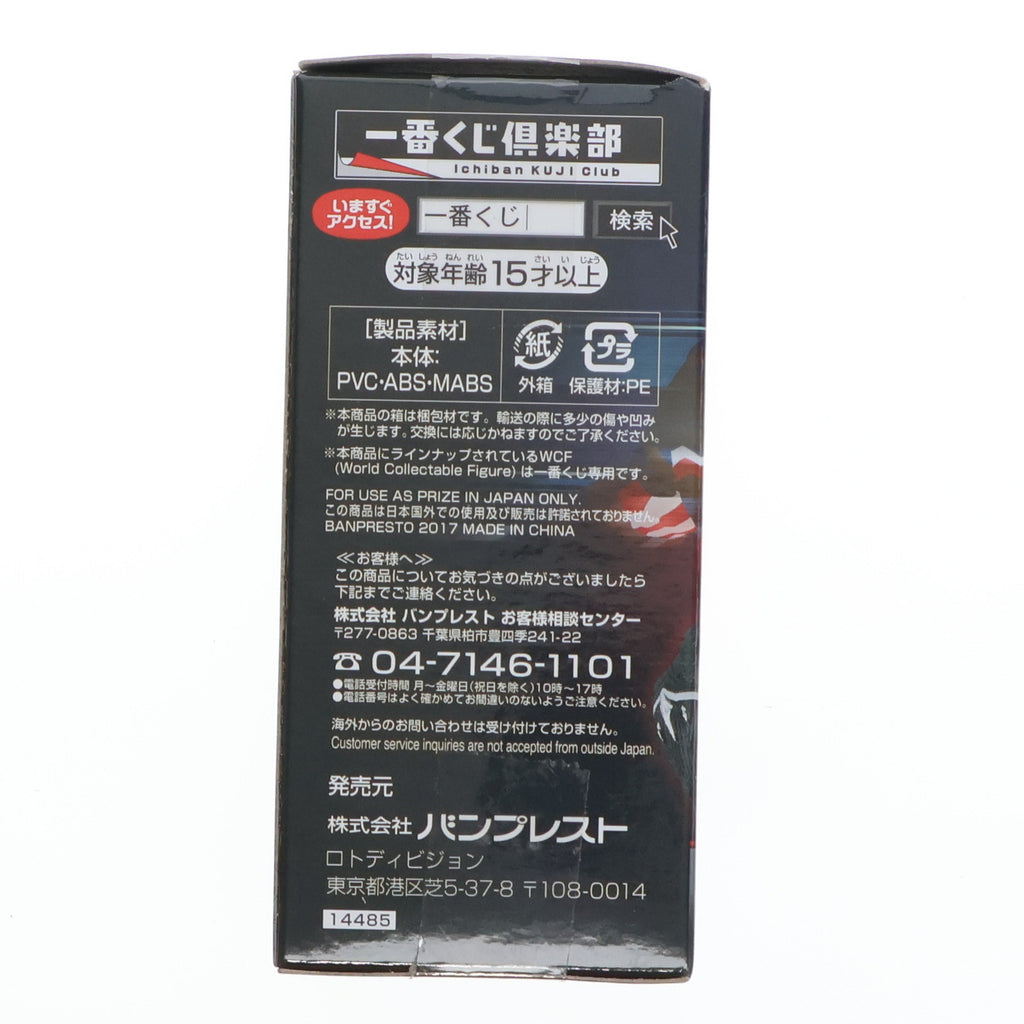 一番くじ倶楽部
Ichiban KUJI Club
いますぐ
アクセス!
一番くじ
検索
たいしょうねんれい さいいじょう
対象年齢15才以上
[製品素材]
本体:
PVC・ABS・MABS
紙
外箱
プラ
保護材:PE
※本商品の箱は梱包材です。輸送の際に多少の傷や凹み
が生じます。交換には応じかねますのでご了承ください。
※本商品にラインナップされているWCF
(World Collectable Figure) は一番くじ専用です。
FOR USE AS PRIZE IN JAPAN ONLY.
この商品は日本国外での使用及び販売は許諾されておりません。
BANPRESTO 2017 MADE IN CHINA
≪お客様へ≫
この商品についてお気づきの点がございましたら
下記までご連絡ください。
株式会社 バンプレスト お客様相談センター
〒277-0863 千葉県柏市豊四季241-22
☎ 04-7146-1101
●電話受付時間 月〜金曜日(祝日を除く)10時〜17時
●電話番号はよく確かめてお間違いのないようご注意ください。
海外からのお問い合わせは受け付けておりません。
Customer service inquiries are not accepted from outside Japan.
発売元
株式会社 バンプレスト
ロトディビジョン
東京都港区芝5-37-8 〒108-0014
14485